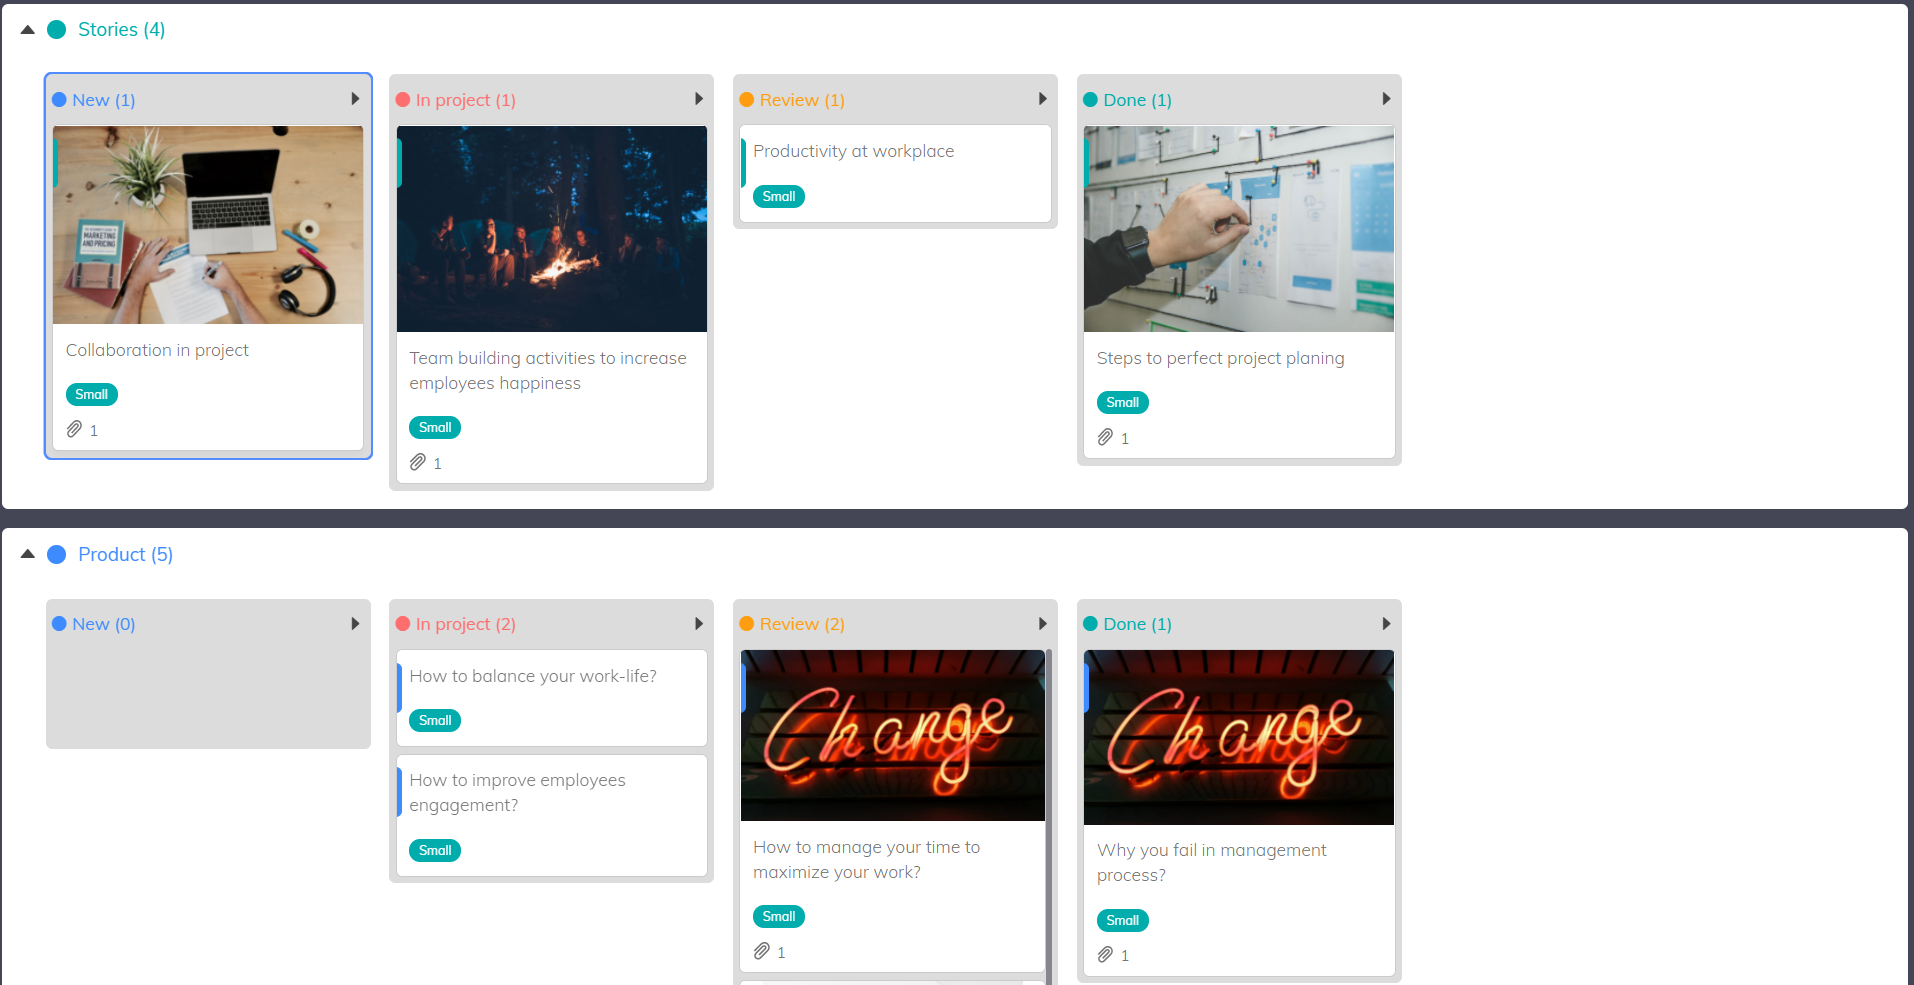 Stories (4)
New (1)
MARKETING
AND PRICING
Collaboration in project
Small
1
In project (1)
Team building activities to increase
employees happiness
Small
1
Review (1)
Productivity at workplace
Small
Done (1)
Steps to perfect project planing
Small
1
Product (5)
New (0)
In project (2)
How to balance your work-life?
Small
How to improve employees
engagement?
Small
Review (2)
Change
How to manage your time to
maximize your work?
Small
1
Done (1)
Change
Why you fail in management
process?
Small
1